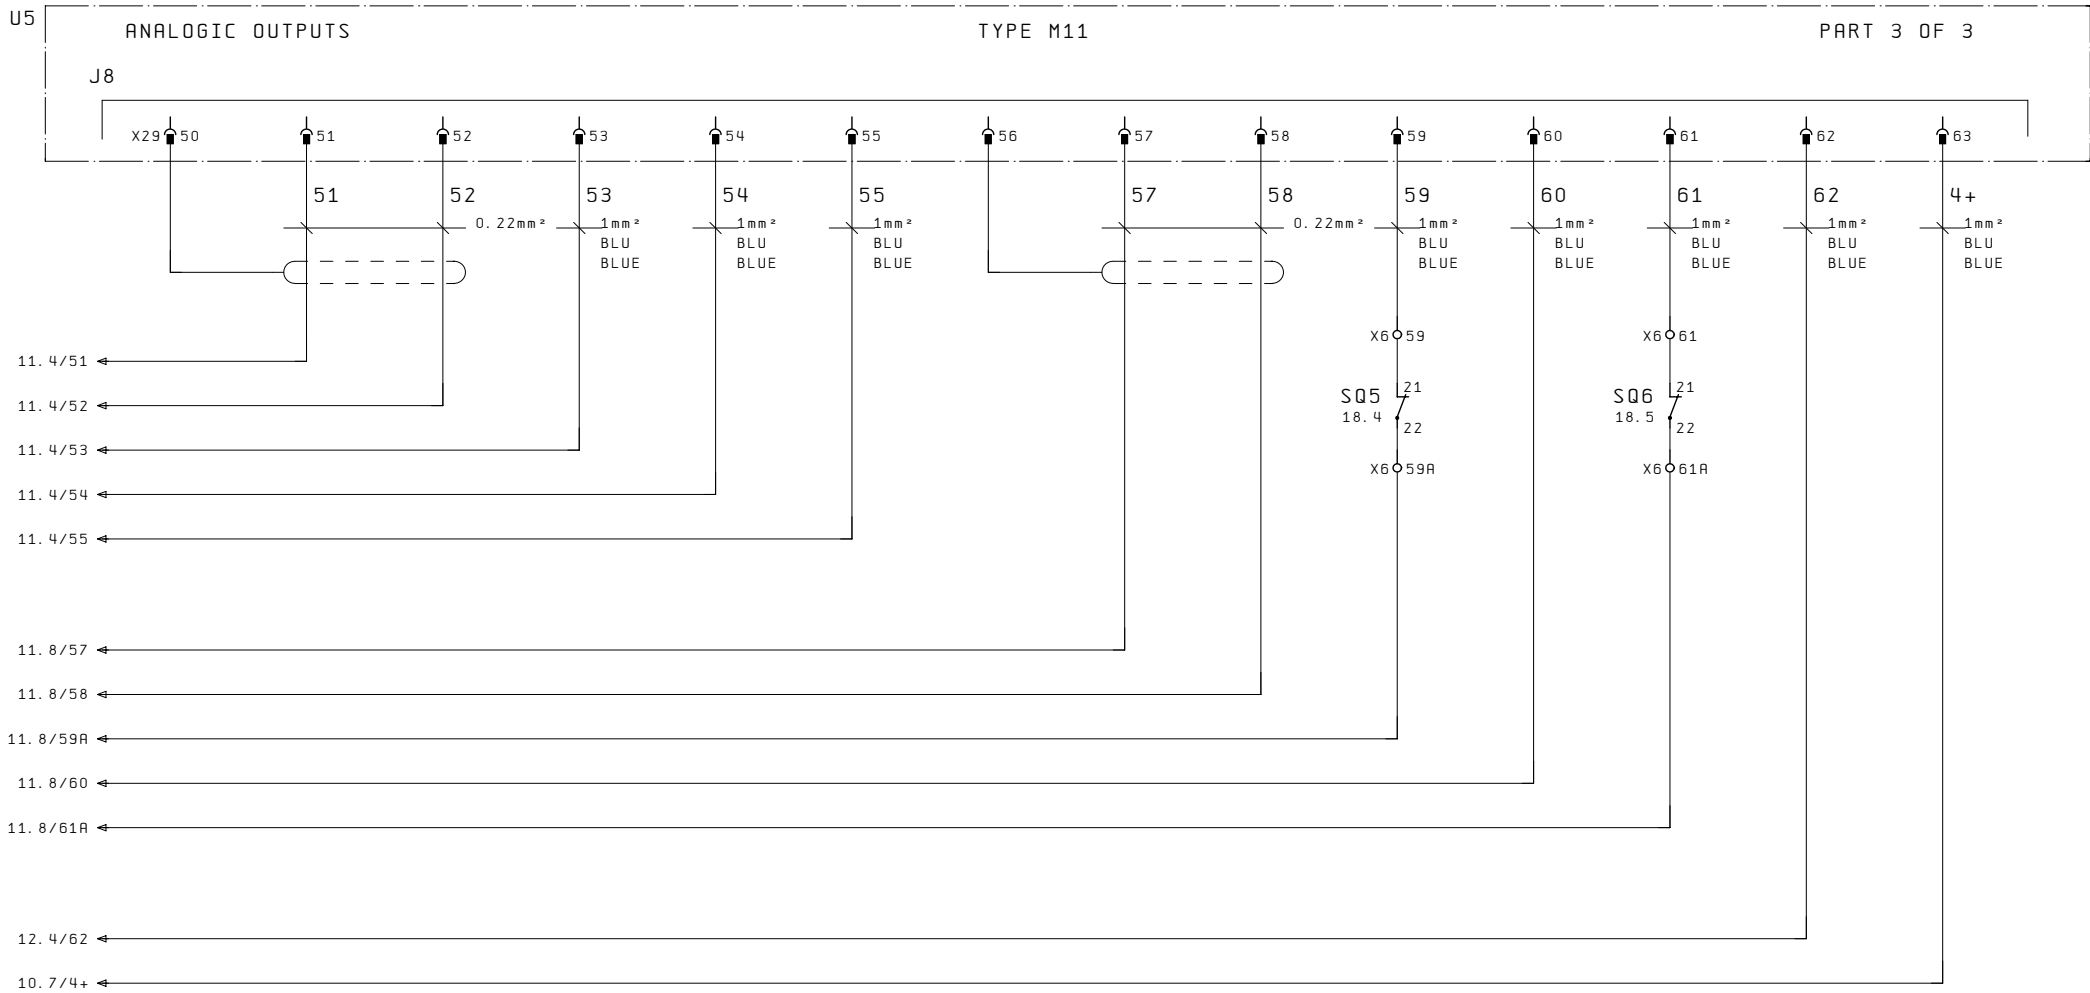 U5
ANALOGIC OUTPUTS TYPE M11 PART 3 OF 3
J8
X29 50 51 52 53 54 55 56 57 58 59 60 61 62 63
51 52 53 54 55 57 58 59 60 61 62 4+
0.22mm² 1mm² 1mm² 1mm² 0.22mm² 1mm² 1mm² 1mm² 1mm² 1mm²
BLU BLU BLU BLU BLU BLU BLU BLU
BLUE BLUE BLUE BLUE BLUE BLUE BLUE BLUE
X6 59 X6 61
11.4/51
SQ5 21 SQ6 21
11.4/52
18.4 18.5
22 22
11.4/53
X6 59A X6 61A
11.4/54
11.4/55
11.8/57
11.8/58
11.8/59A
11.8/60
11.8/61A
12.4/62
10.7/4+